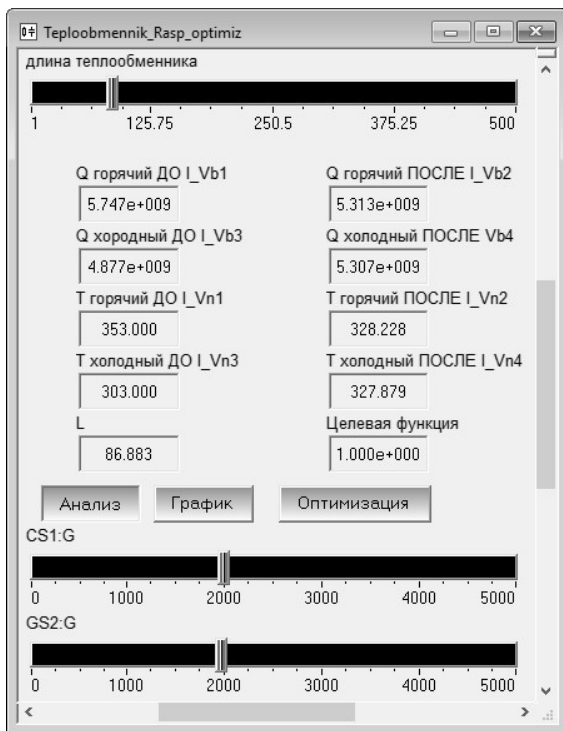 Teploobmennik_Rasp_optimiz
длина теплообменника
1 125.75 250.5 375.25 500
Q горячий ДО I_Vb1 Q горячий ПОСЛЕ I_Vb2
5.747e+009 5.313e+009
Q хородный ДО I_Vb3 Q холодный ПОСЛЕ Vb4
4.877e+009 5.307e+009
T горячий ДО I_Vn1 T горячий ПОСЛЕ I_Vn2
353.000 328.228
T холодный ДО I_Vn3 T холодный ПОСЛЕ I_Vn4
303.000 327.879
L Целевая функция
86.883 1.000e+000
Анализ График Оптимизация
CS1:G
0 1000 2000 3000 4000 5000
GS2:G
0 1000 2000 3000 4000 5000